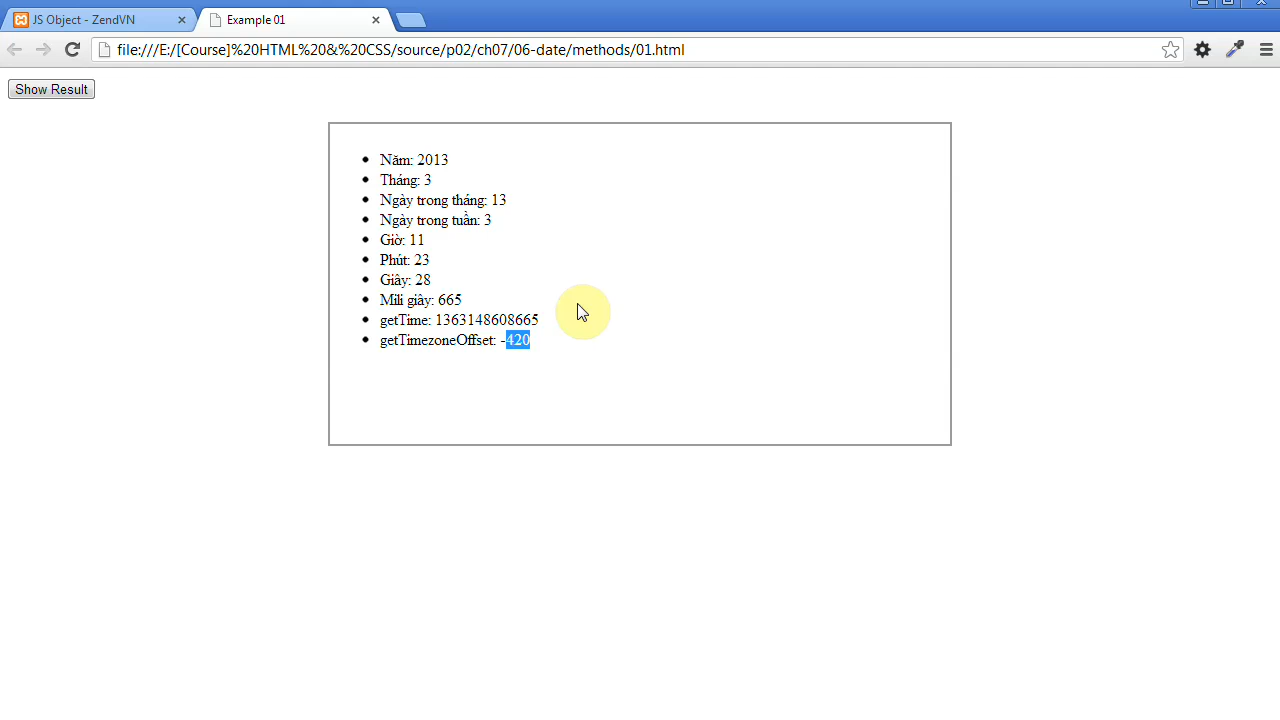 JS Object - ZendVN
Example 01
file:///E:/[Course]%20HTML%20&%20CSS/source/p02/ch07/06-date/methods/01.html
Show Result
Năm: 2013
Tháng: 3
Ngày trong tháng: 13
Ngày trong tuần: 3
Giờ: 11
Phút: 23
Giây: 28
Mili giây: 665
getTime: 1363148608665
getTimezoneOffset: -420